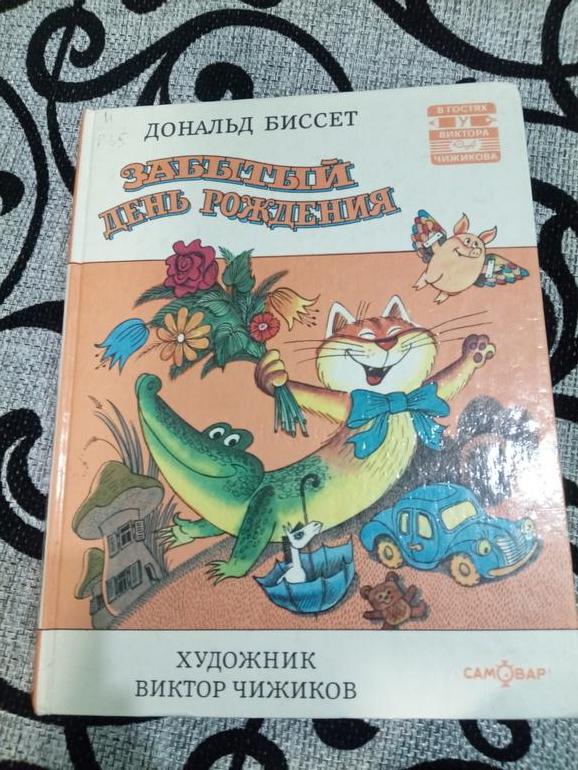 ДОНАЛЬД БИССЕТ
В ГОСТЯХ
У
ВИКТОРА
ЧИЖИКОВА
ЗАБЫТЫЙ
ДЕНЬ РОЖДЕНИЯ
ХУДОЖНИК
ВИКТОР ЧИЖИКОВ
САМОВАР